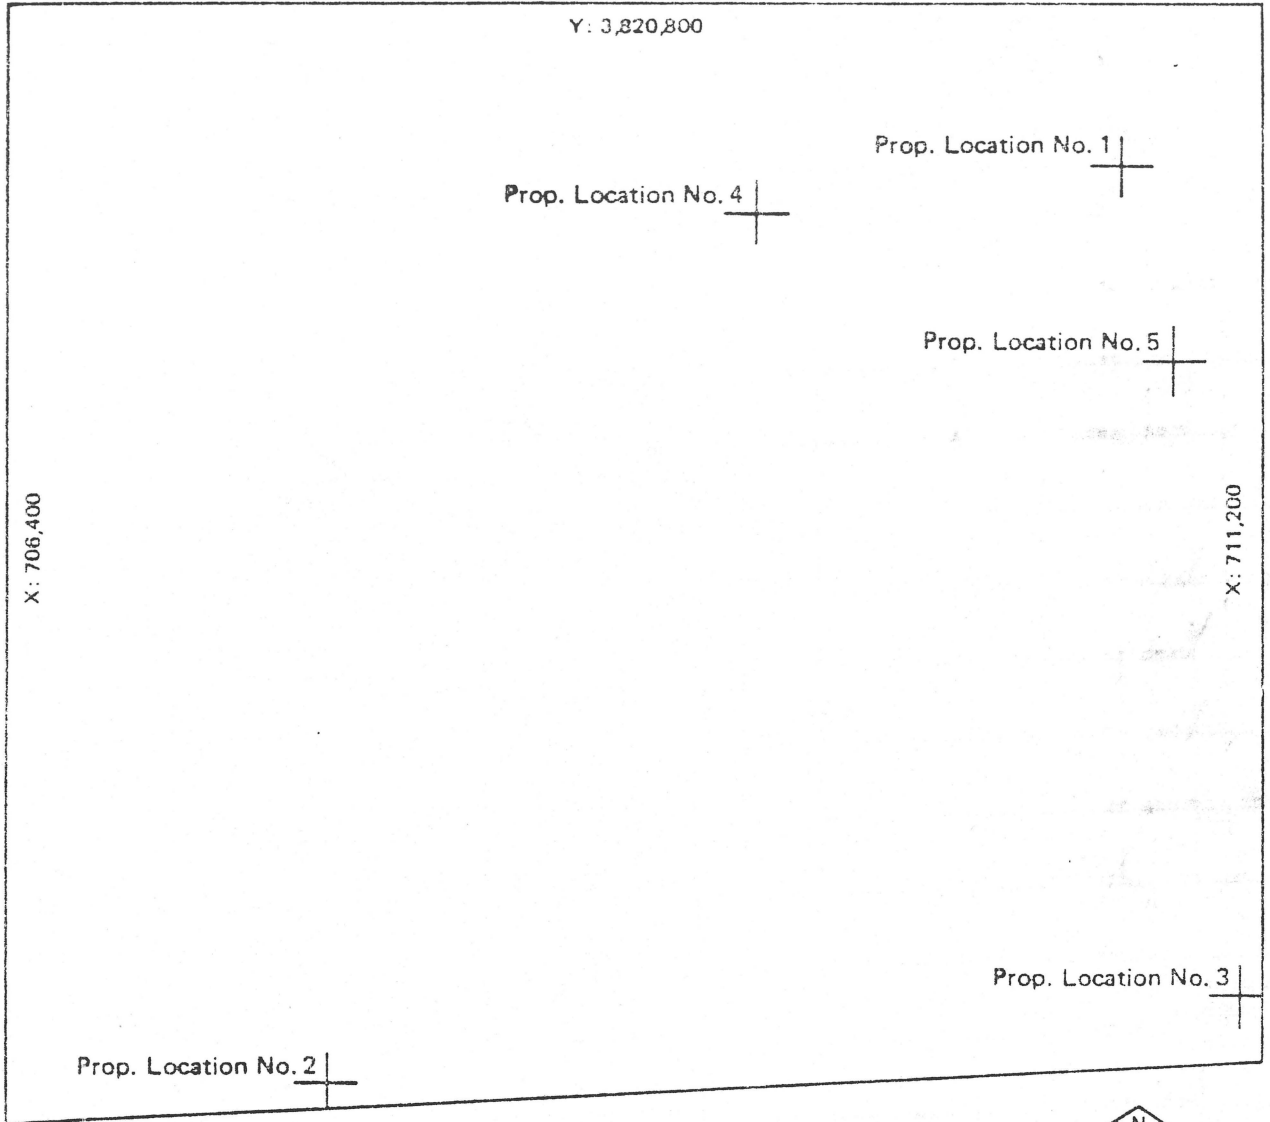 Y: 3,820,800
Prop. Location No. 1
Prop. Location No. 4
Prop. Location No. 5
X: 706,400
X: 711,200
Prop. Location No. 3
Prop. Location No. 2
N